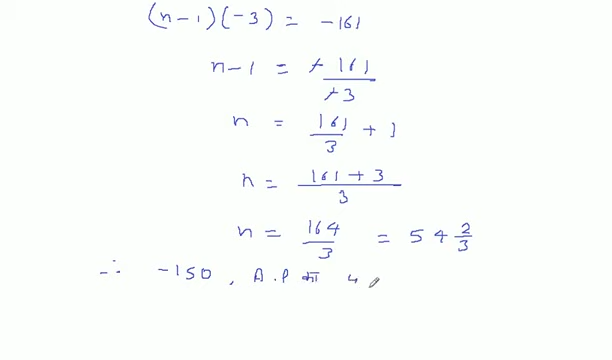 (n-1)(-3) = -161
n-1 = -161/-3
n = 161/3 + 1
n = (161 + 3)/3
n = 164/3 = 54 2/3
∴ -150, A.P का